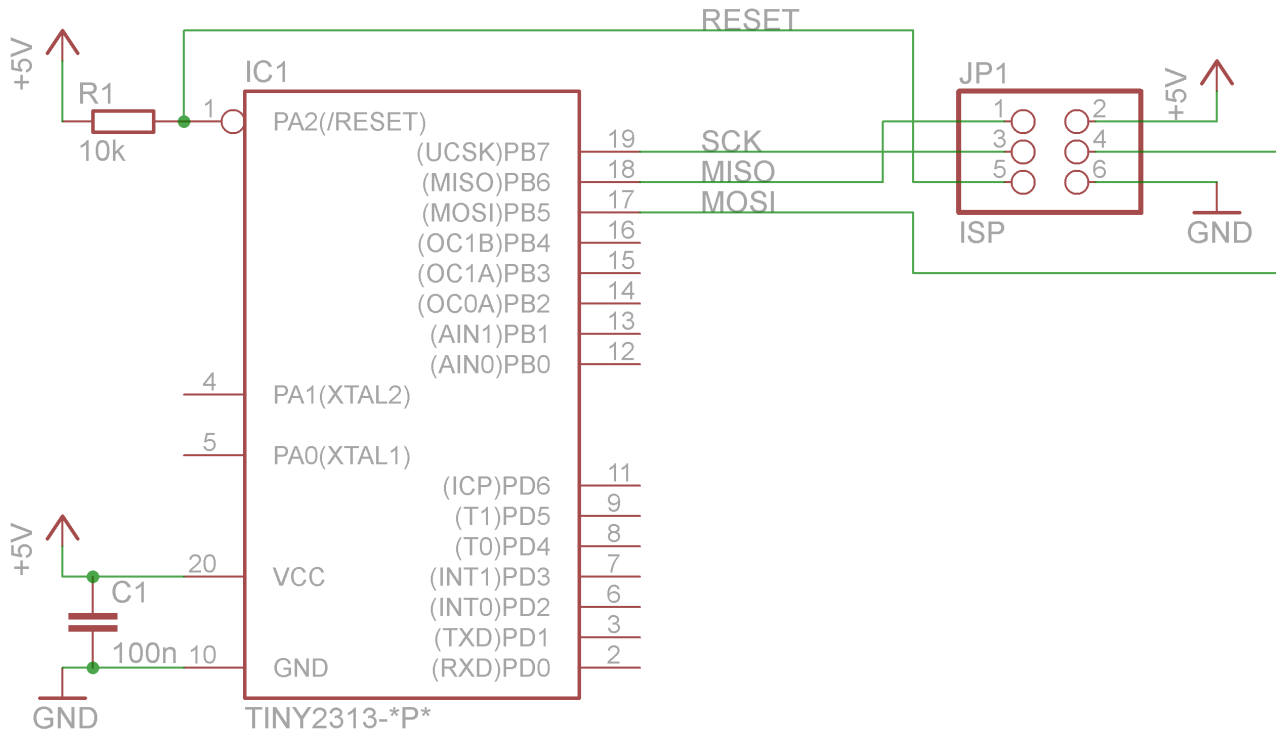 RESET
+5V
IC1
JP1
R1
10k
1
PA2(/RESET)
1
2
+5V
3
4
5
6
ISP
GND
(UCSK)PB7
19
SCK
(MISO)PB6
18
MISO
(MOSI)PB5
17
MOSI
(OC1B)PB4
16
(OC1A)PB3
15
(OC0A)PB2
14
(AIN1)PB1
13
(AIN0)PB0
12
4
PA1(XTAL2)
5
PA0(XTAL1)
(ICP)PD6
11
(T1)PD5
9
(T0)PD4
8
(INT1)PD3
7
(INT0)PD2
6
(TXD)PD1
3
(RXD)PD0
2
+5V
20
VCC
C1
100n
10
GND
GND
TINY2313-*P*